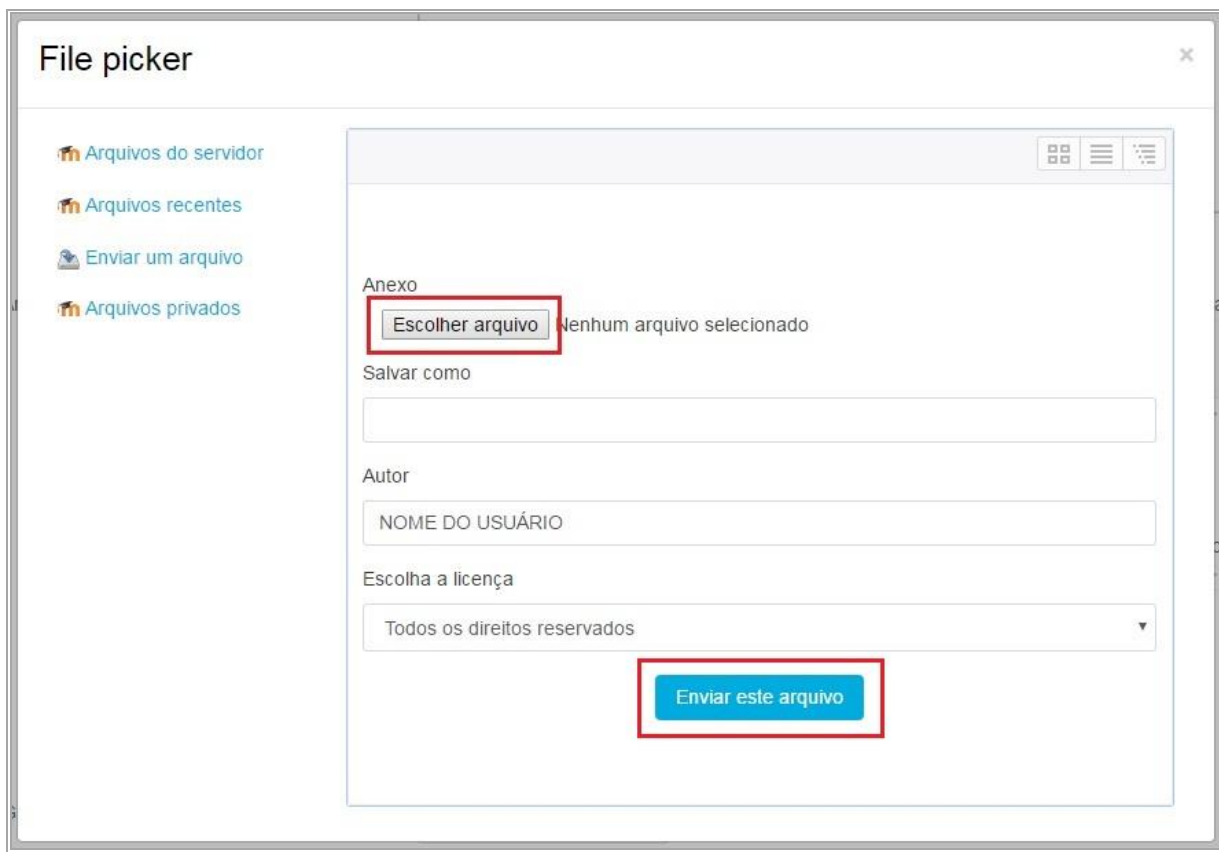 File picker
×
Arquivos do servidor
Arquivos recentes
Enviar um arquivo
Arquivos privados
Anexo
Escolher arquivo Nenhum arquivo selecionado
Salvar como
Autor
NOME DO USUÁRIO
Escolha a licença
Todos os direitos reservados
Enviar este arquivo